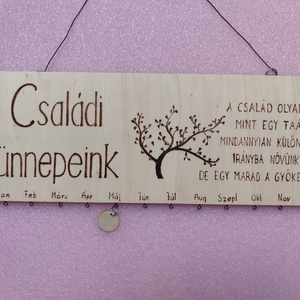 Családi
ünnepeink
A CSALÁD OLYAN
MINT EGY
MINDANNYIAN
IRÁNYBA NÖVÜNK
DE EGY MARAD A
Feb Márc Ápr Máj Jún Júl Aug Szept Okt Nov